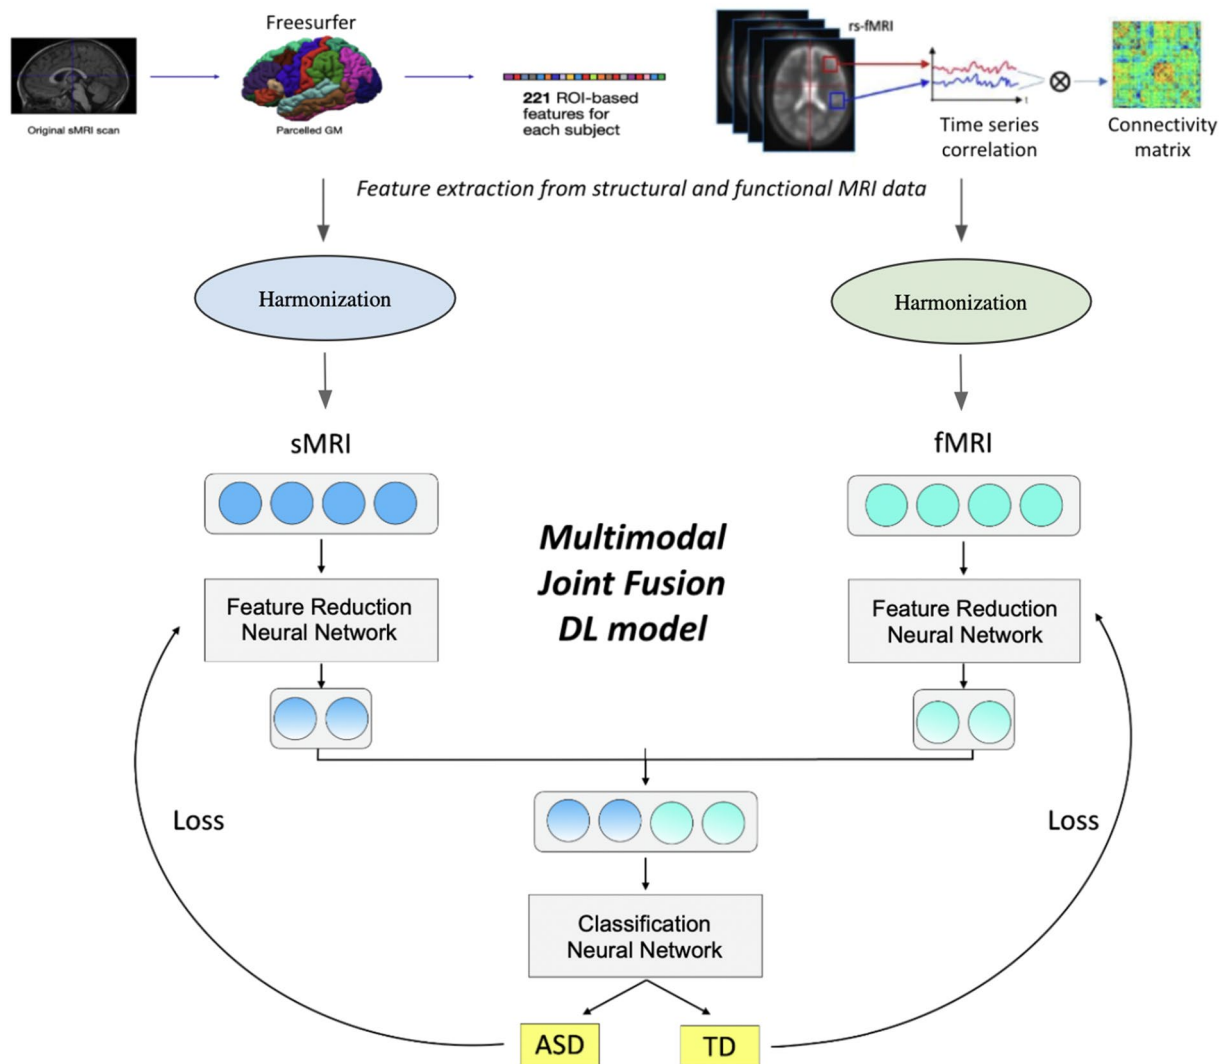 Freesurfer
Original sMRI scan
Parcelled GM
221 ROI-based
features for
each subject
rs-fMRI
t
Time series
correlation
Connectivity
matrix
Feature extraction from structural and functional MRI data
Harmonization
Harmonization
sMRI
fMRI
Multimodal
Joint Fusion
DL model
Feature Reduction
Neural Network
Feature Reduction
Neural Network
Loss
Loss
Classification
Neural Network
ASD
TD